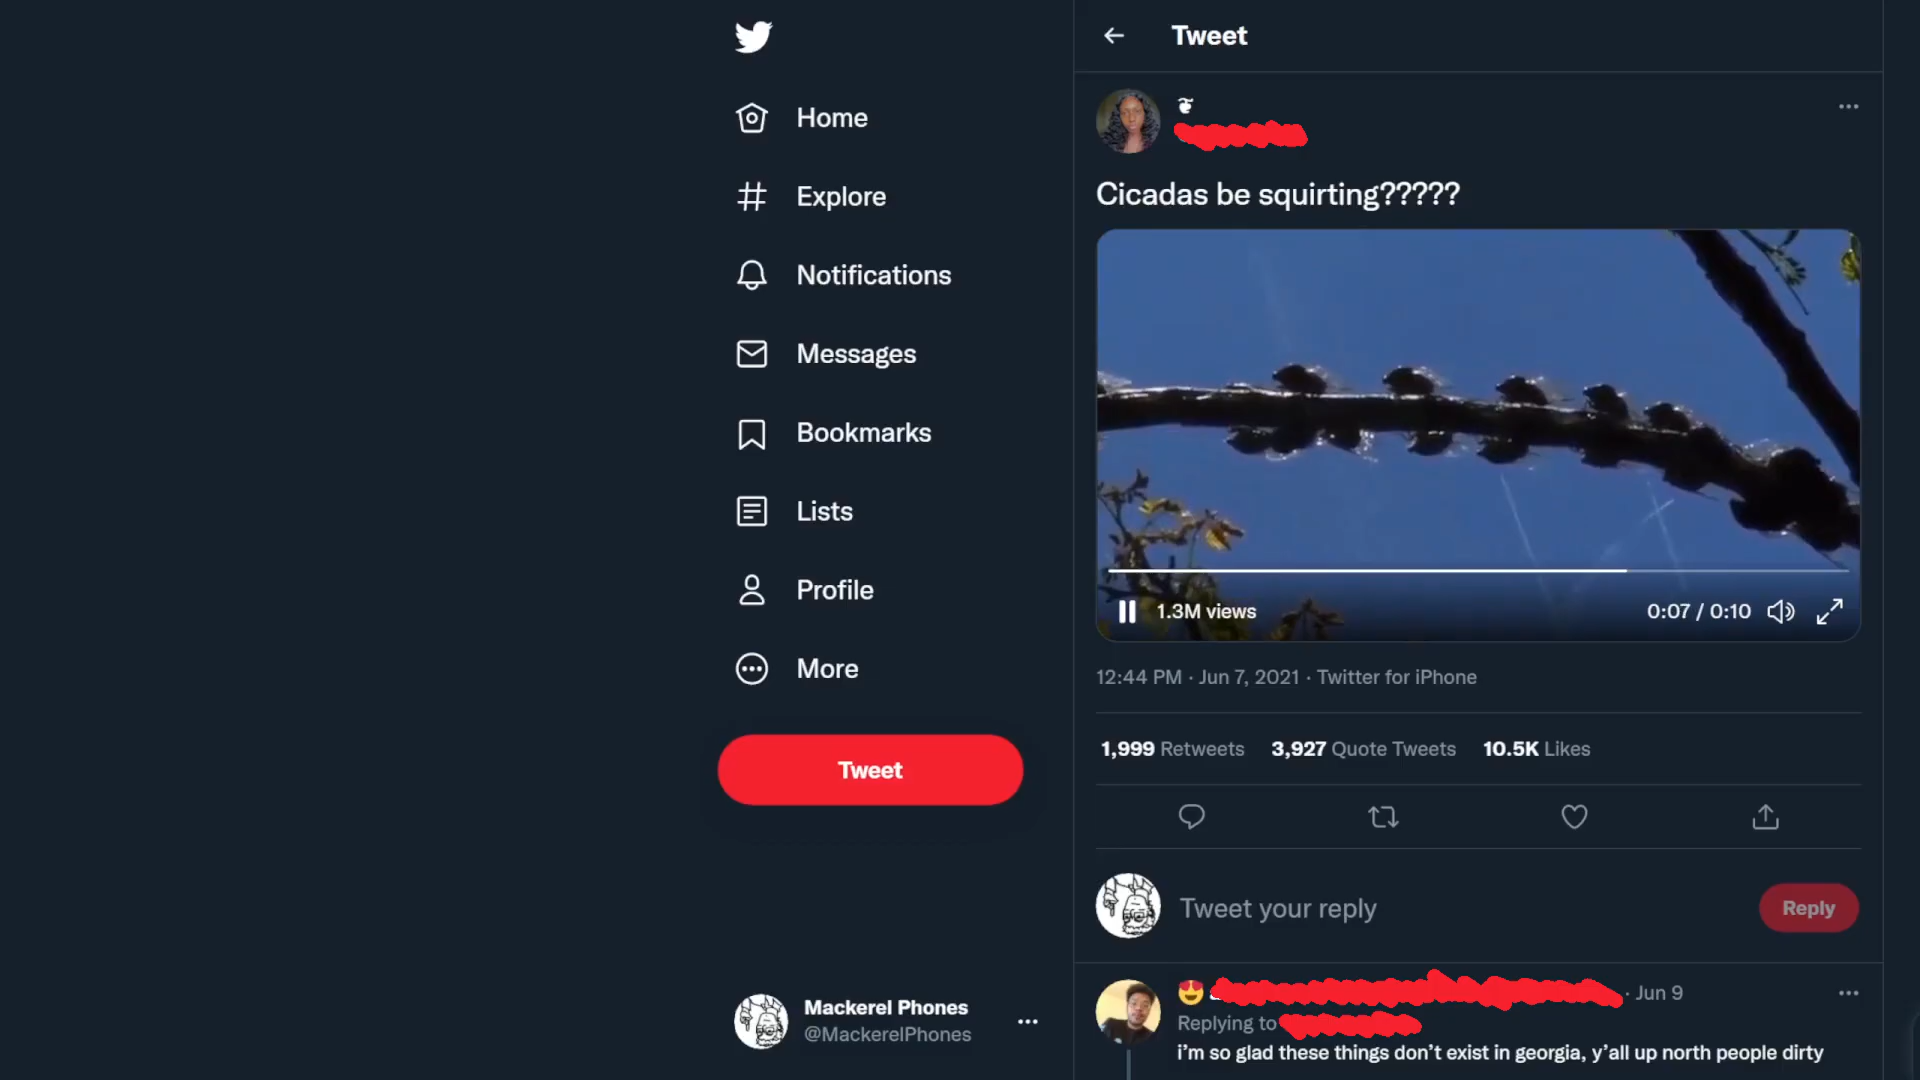 Tweet
Home
Explore
Notifications
Messages
Bookmarks
Lists
Profile
More
Tweet
Mackerel Phones
@MackerelPhones
Cicadas be squirting?????
1.3M views
0:07 / 0:10
12:44 PM · Jun 7, 2021 · Twitter for iPhone
1,999 Retweets 3,927 Quote Tweets 10.5K Likes
Tweet your reply
Reply
· Jun 9
Replying to
i'm so glad these things don't exist in georgia, y'all up north people dirty